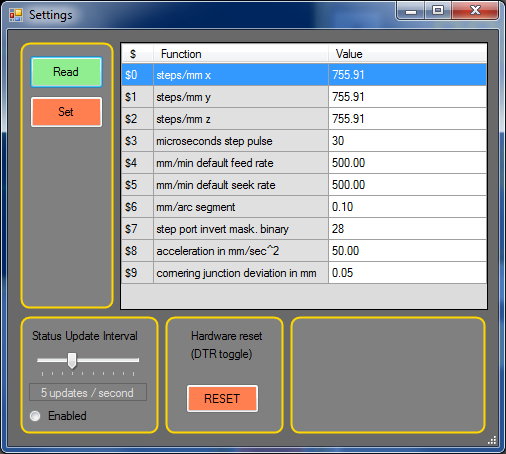 Settings
Read
Set
$ Function Value
$0 steps/mm x 755.91
$1 steps/mm y 755.91
$2 steps/mm z 755.91
$3 microseconds step pulse 30
$4 mm/min default feed rate 500.00
$5 mm/min default seek rate 500.00
$6 mm/arc segment 0.10
$7 step port invert mask. binary 28
$8 acceleration in mm/sec^2 50.00
$9 cornering junction deviation in mm 0.05
Status Update Interval
5 updates / second
Enabled
Hardware reset
(DTR toggle)
RESET